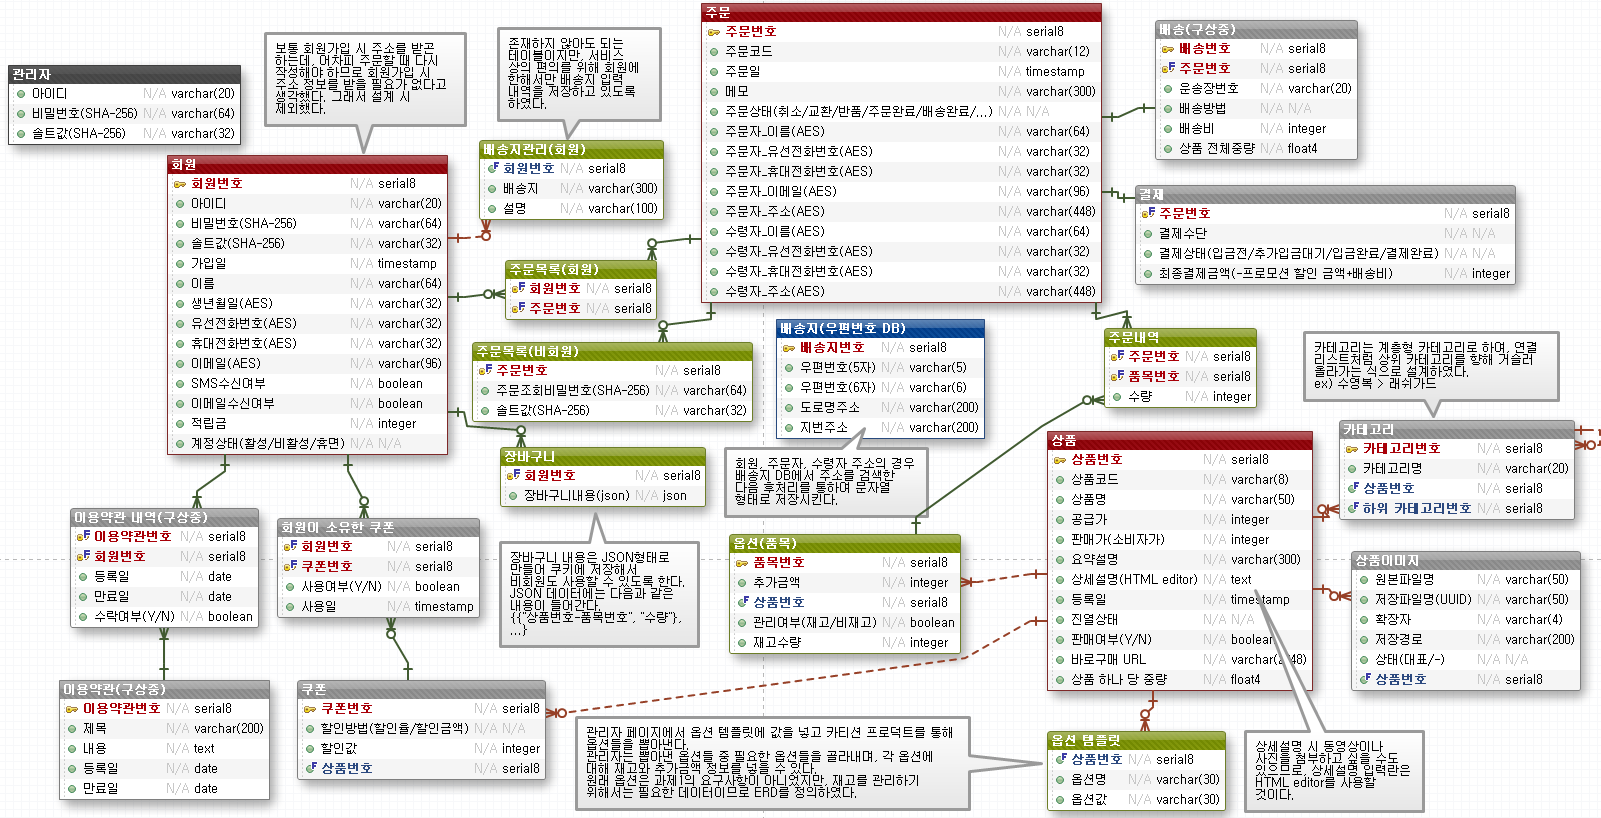 관리자
아이디 N/A varchar(20)
비밀번호(SHA-256) N/A varchar(64)
솔트값(SHA-256) N/A varchar(32)
보통 회원가입 시 주소를 받곤
하는데, 어차피 주문할 때 다시
작성해야 하므로 회원가입 시
주소 정보를 받을 필요가 없다고
생각했다. 그래서 설계 시
제외했다.
존재하지 않아도 되는
테이블이지만, 서비스
상의 편의를 위해 회원에
한해서만 배송지 입력
내역을 저장하고 있도록
하였다.
회원
회원번호 N/A serial8
아이디 N/A varchar(20)
비밀번호(SHA-256) N/A varchar(64)
솔트값(SHA-256) N/A varchar(32)
가입일 N/A timestamp
이름 N/A varchar(64)
생년월일(AES) N/A varchar(32)
유선전화번호(AES) N/A varchar(32)
휴대전화번호(AES) N/A varchar(32)
이메일(AES) N/A varchar(96)
SMS수신여부 N/A boolean
이메일수신여부 N/A boolean
적립금 N/A integer
계정상태(활성/비활성/휴면) N/A N/A
배송지관리(회원)
회원번호 N/A serial8
배송지 N/A varchar(300)
설명 N/A varchar(100)
주문
주문번호 N/A serial8
주문코드 N/A varchar(12)
주문일 N/A timestamp
메모 N/A varchar(300)
주문상태(취소/교환/반품/주문완료/배송완료/...) N/A N/A
주문자_이름(AES) N/A varchar(64)
주문자_유선전화번호(AES) N/A varchar(32)
주문자_휴대전화번호(AES) N/A varchar(32)
주문자_이메일(AES) N/A varchar(96)
주문자_주소(AES) N/A varchar(448)
수령자_이름(AES) N/A varchar(64)
수령자_유선전화번호(AES) N/A varchar(32)
수령자_휴대전화번호(AES) N/A varchar(32)
수령자_주소(AES) N/A varchar(448)
배송(구상중)
배송번호 N/A serial8
주문번호 N/A serial8
운송장번호 N/A varchar(20)
배송방법 N/A N/A
배송비 N/A integer
상품 전체중량 N/A float4
결제
주문번호 N/A serial8
결제수단 N/A N/A
결제상태(입금전/추가입금대기/입금완료/결제완료) N/A N/A
최종결제금액(-프로모션 할인 금액+배송비) N/A integer
주문목록(회원)
회원번호 N/A serial8
주문번호 N/A serial8
주문목록(비회원)
주문번호 N/A serial8
주문조회비밀번호(SHA-256) N/A varchar(64)
솔트값(SHA-256) N/A varchar(32)
배송지(우편번호 DB)
배송지번호 N/A serial8
우편번호(5자) N/A varchar(5)
우편번호(6자) N/A varchar(6)
도로명주소 N/A varchar(200)
지번주소 N/A varchar(200)
회원, 주문자, 수령자 주소의 경우
배송지 DB에서 주소를 검색한
다음 후처리를 통하여 문자열
형태로 저장시킨다.
주문내역
주문번호 N/A serial8
품목번호 N/A serial8
수량 N/A integer
카테고리는 계층형 카테고리로 하며, 연결
리스트처럼 상위 카테고리를 향해 거슬러
올라가는 식으로 설계하였다.
ex) 수영복 > 래쉬가드
카테고리
카테고리번호 N/A serial8
카테고리명 N/A varchar(20)
상품번호 N/A serial8
하위 카테고리번호 N/A serial8
장바구니
회원번호 N/A serial8
장바구니내용(json) N/A json
장바구니 내용은 JSON형태로
만들어 쿠키에 저장해서
비회원도 사용할 수 있도록 한다.
JSON 데이터에는 다음과 같은
내용이 들어간다.
{{"상품번호-품목번호", "수량"},
...}
상품
상품번호 N/A serial8
상품코드 N/A varchar(8)
상품명 N/A varchar(50)
공급가 N/A integer
판매가(소비자가) N/A integer
요약설명 N/A varchar(300)
상세설명(HTML editor) N/A text
등록일 N/A timestamp
진열상태 N/A N/A
판매여부(Y/N) N/A boolean
바로구매 URL N/A
상품 하나 당 중량 N/A float4
상품이미지
원본파일명 N/A varchar(50)
저장파일명(UUID) N/A varchar(50)
확장자 N/A varchar(4)
저장경로 N/A varchar(200)
상태(대표/-) N/A N/A
상품번호 N/A serial8
이용약관 내역(구상중)
이용약관번호 N/A serial8
회원번호 N/A serial8
등록일 N/A date
만료일 N/A date
수락여부(Y/N) N/A boolean
회원이 소유한 쿠폰
회원번호 N/A serial8
쿠폰번호 N/A serial8
사용여부(Y/N) N/A boolean
사용일 N/A timestamp
옵션(품목)
품목번호 N/A serial8
추가금액 N/A integer
상품번호 N/A serial8
관리여부(재고/비재고) N/A boolean
재고수량 N/A integer
이용약관(구상중)
이용약관번호 N/A serial8
제목 N/A varchar(200)
내용 N/A text
등록일 N/A date
만료일 N/A date
쿠폰
쿠폰번호 N/A serial8
할인방법(할인율/할인금액) N/A N/A
할인값 N/A integer
상품번호 N/A serial8
관리자 페이지에서 옵션 템플릿에 값을 넣고 카티션 프로덕트를 통해
옵션들을 뽑아낸다.
관리자는 뽑아낸 옵션들 중 필요한 옵션들을 골라내며, 각 옵션에
대해 재고와 추가금액 정보를 넣을 수 있다.
원래 옵션은 과제1의 요구사항이 아니었지만, 재고를 관리하기
위해서는 필요한 데이터이므로 ERD를 정의하였다.
옵션 템플릿
상품번호 N/A serial8
옵션명 N/A varchar(30)
옵션값 N/A varchar(30)
상세설명 시 동영상이나
사진을 첨부하고 싶을 수도
있으므로, 상세설명 입력란은
HTML editor를 사용할
것이다.